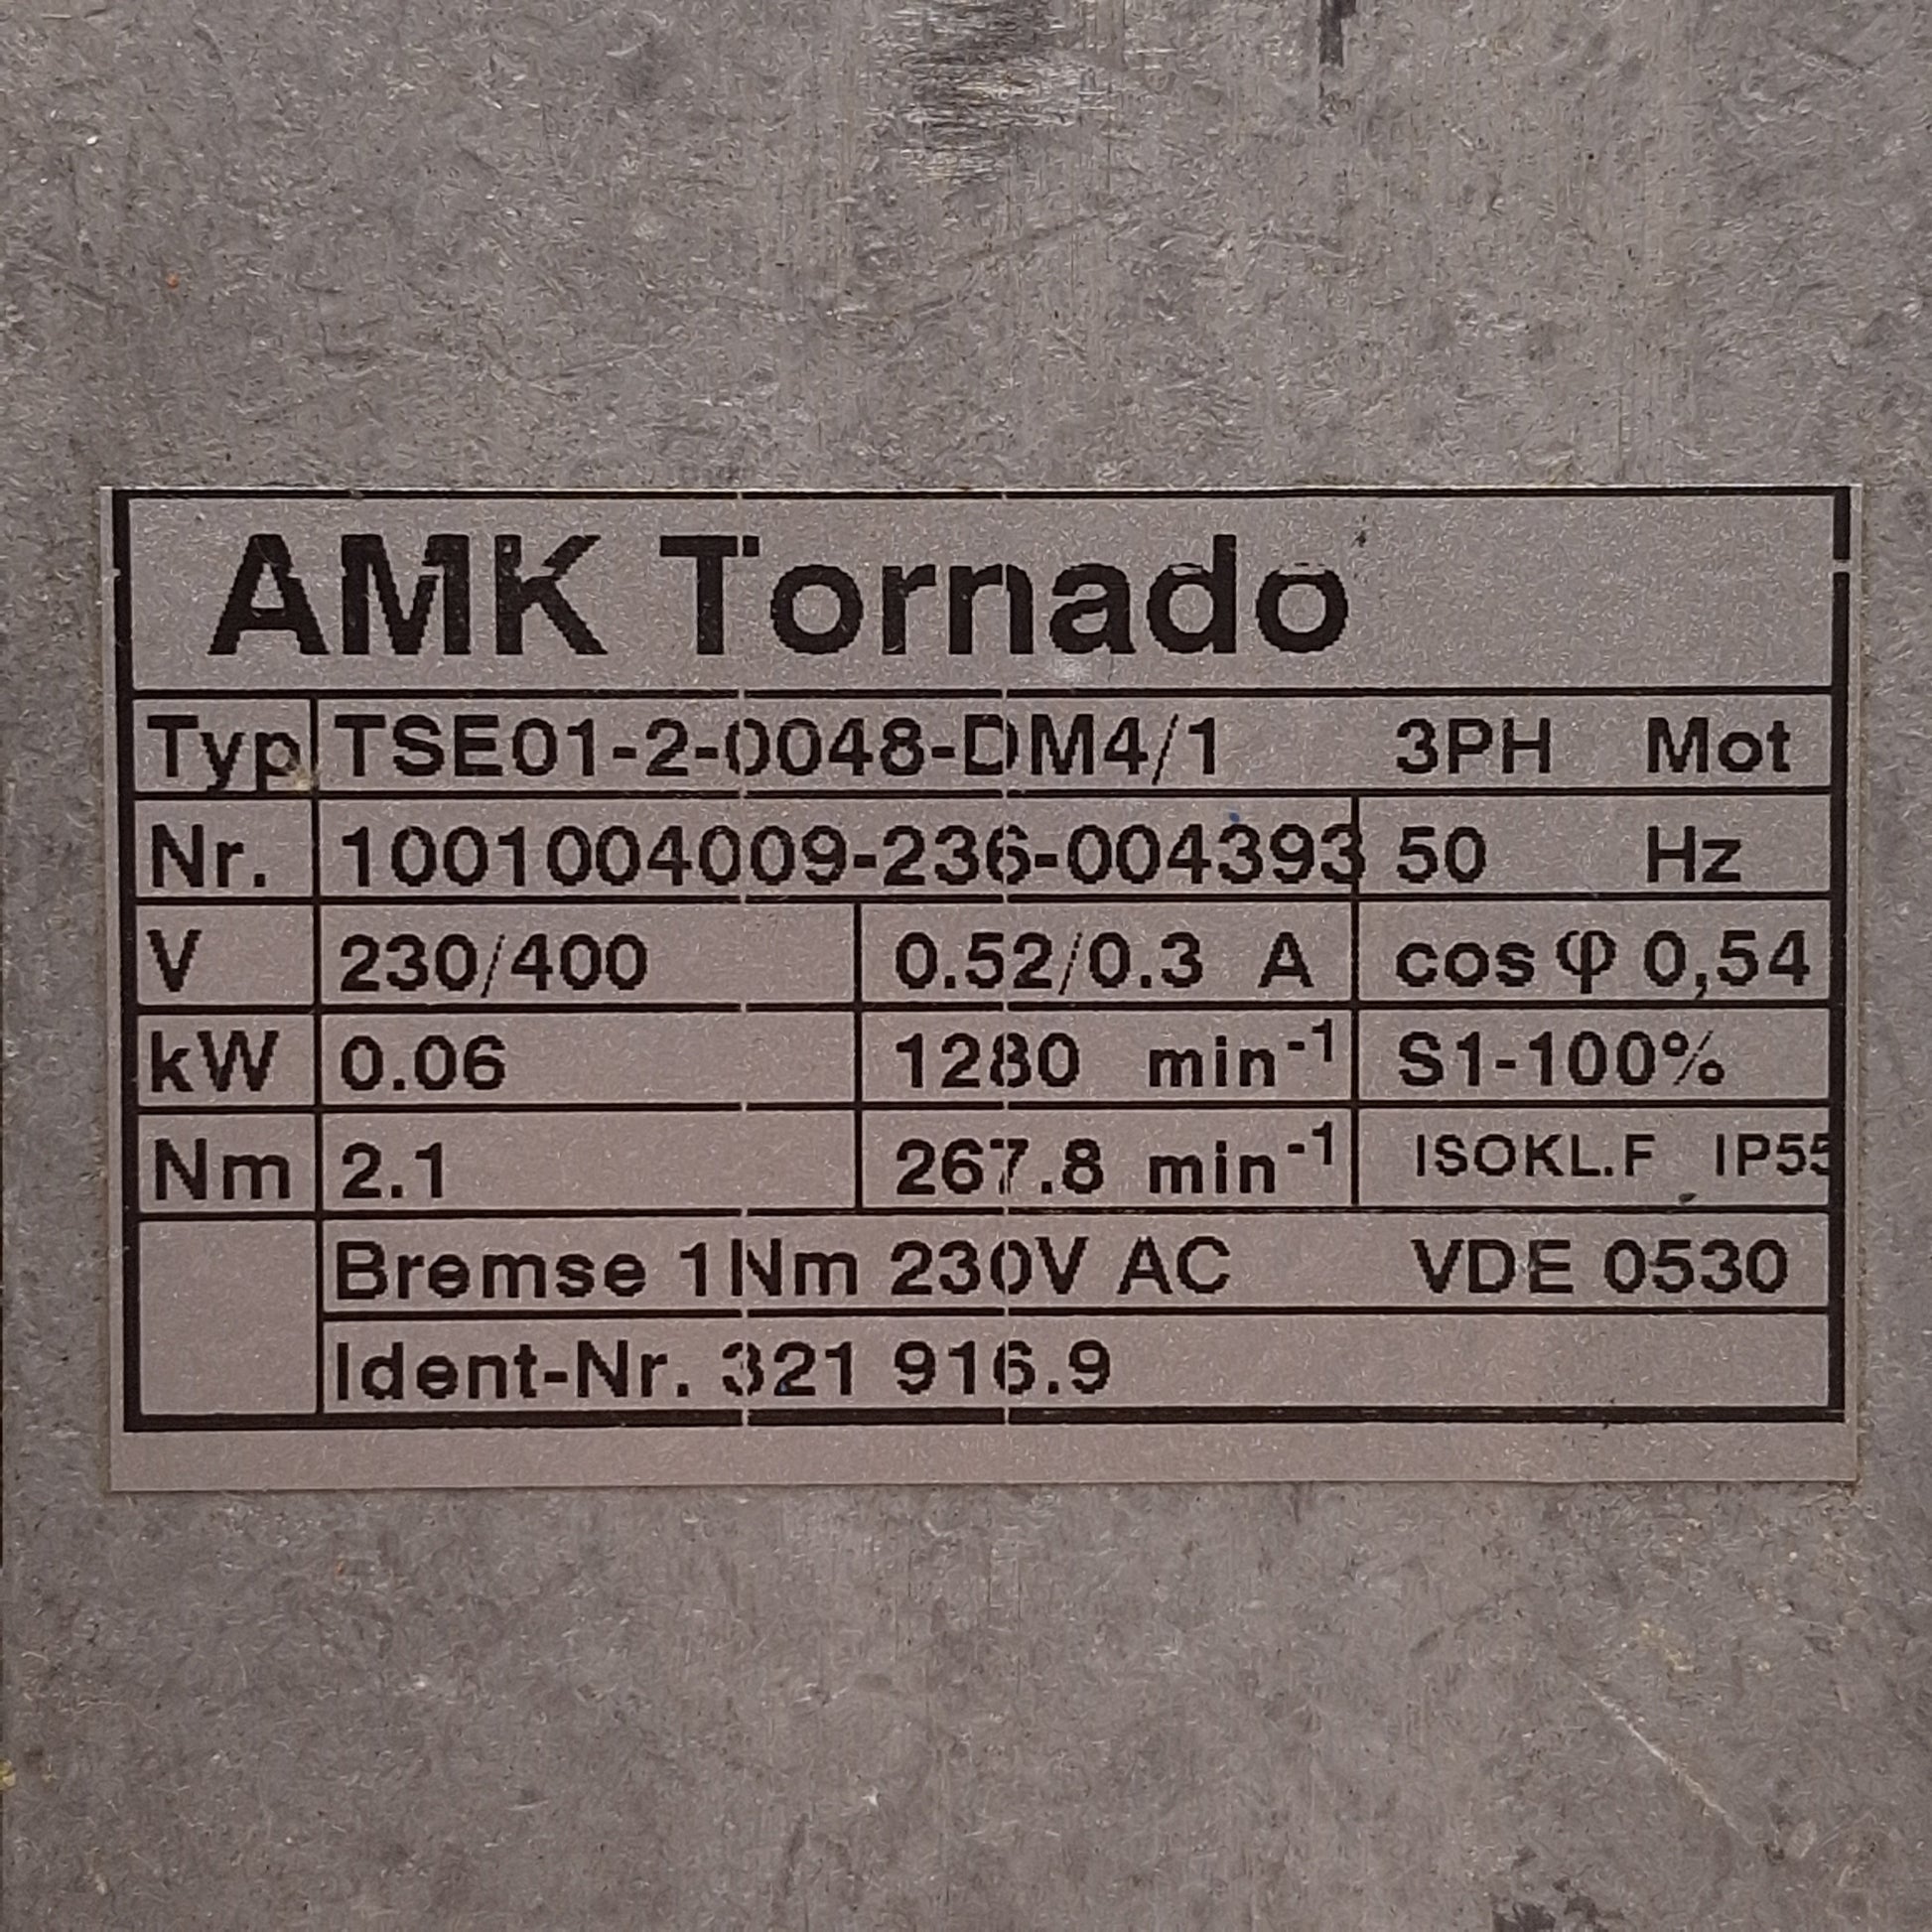 AMK Tornado
Typ TSE01-2-0048-DM4/1 3PH Mot
Nr. 1001004009-236-004393 50 Hz
V 230/400 0.52/0.3 A cos φ 0,54
kW 0.06 1280 min⁻¹ S1-100%
Nm 2.1 267.8 min⁻¹ ISOKL.F IP55
Bremse 1Nm 230V AC VDE 0530
Ident-Nr. 321 916.9